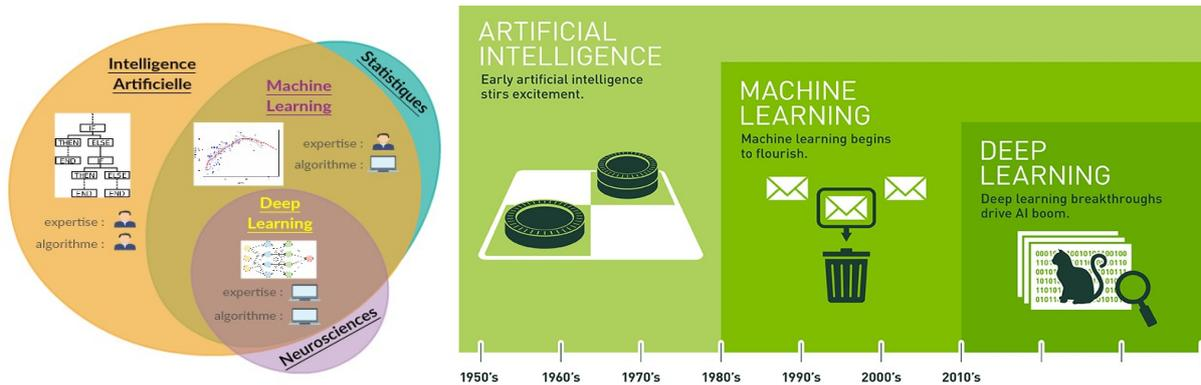 Intelligence
Artificielle
Statistiques
Machine
Learning
IF
THEN
ELSE
END
IF
THEN
ELSE
END
END
expertise :
algorithme :
expertise :
algorithme :
Deep
Learning
expertise :
algorithme :
Neurosciences
ARTIFICIAL
INTELLIGENCE
Early artificial intelligence
stirs excitement.
MACHINE
LEARNING
Machine learning begins
to flourish.
DEEP
LEARNING
Deep learning breakthroughs
drive AI boom.
1950's
1960's
1970's
1980's
1990's
2000's
2010's